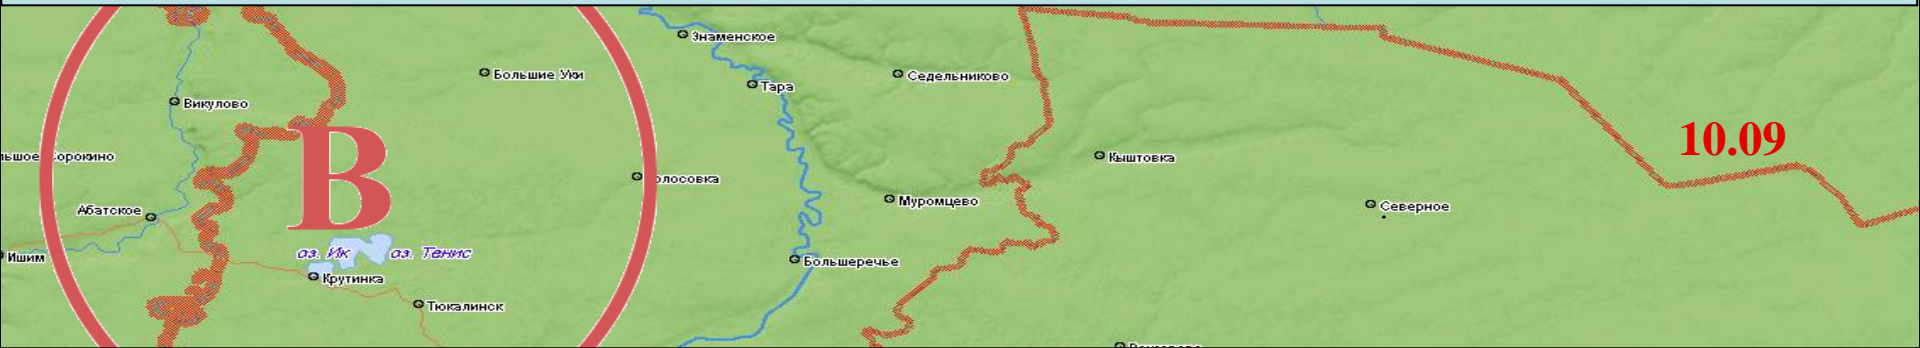 Знаменское
Большие Уки
Седельниково
Тара
Викулово
В
10.09
Сорокино
Кыштовка
Муромцево
Северное
Абатское
оз. Ик
оз. Тенис
Ишим
Большеречье
Крутинка
Тюкалинск